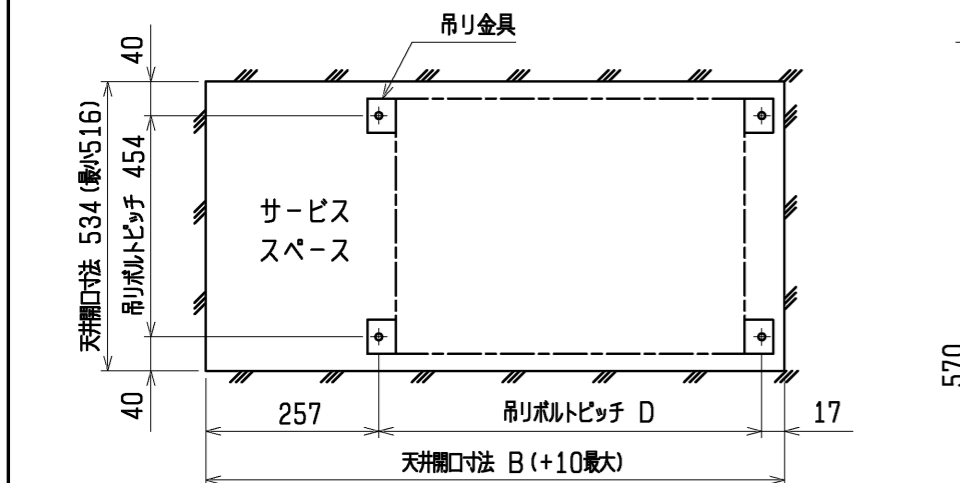 吊り金具
40
天井開口寸法 534 (最小516)
吊りボルトピッチ 454
サービス
スペース
570
40
257
吊りボルトピッチ D
17
天井開口寸法 B (+10最大)